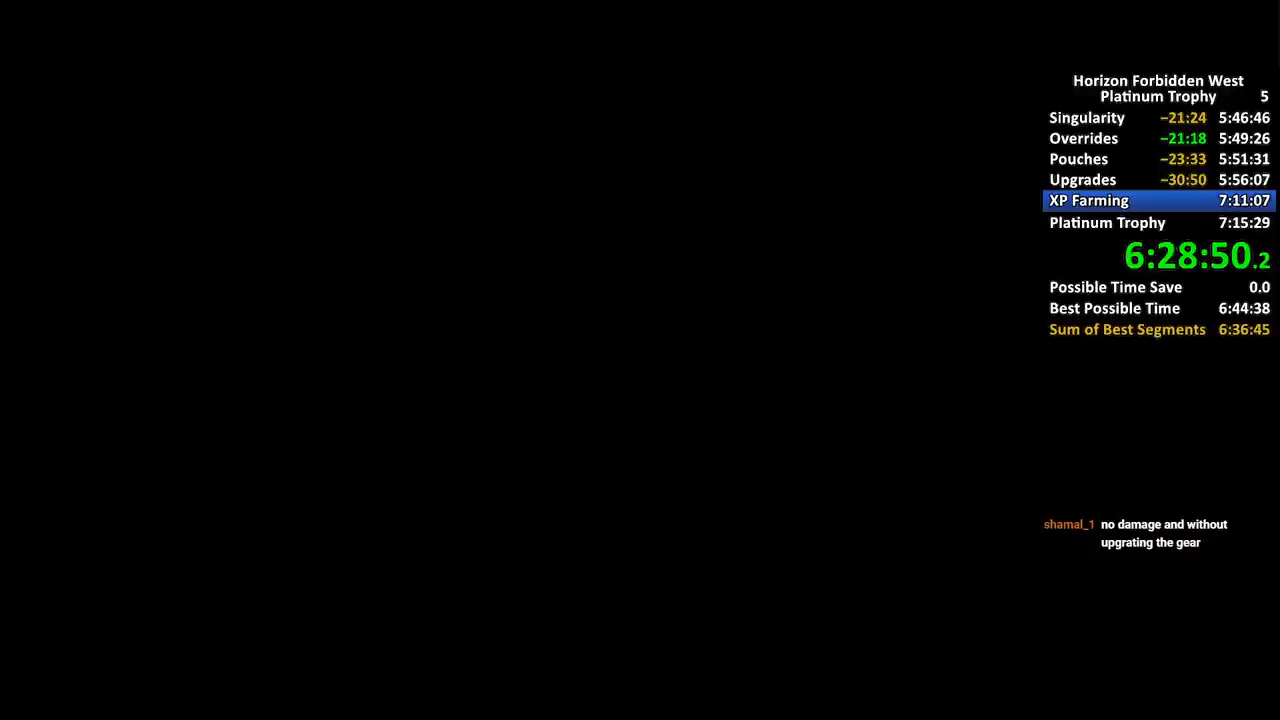 Horizon Forbidden West
Platinum Trophy 5
Singularity −21:24 5:46:46
Overrides −21:18 5:49:26
Pouches −23:33 5:51:31
Upgrades −30:50 5:56:07
XP Farming 7:11:07
Platinum Trophy 7:15:29
6:28:50.2
Possible Time Save 0.0
Best Possible Time 6:44:38
Sum of Best Segments 6:36:45
shamal_1 no damage and without
upgrating the gear